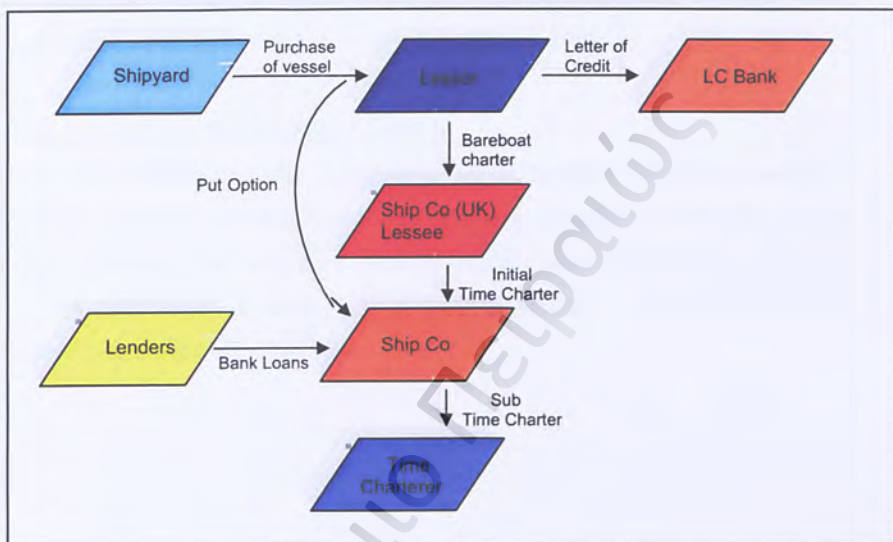 Purchase
of vessel
Letter of
Credit
Shipyard
Lessor
LC Bank
Bareboat
charter
Put Option
Ship Co (UK)
Lessee
Initial
Time Charter
Lenders
Bank Loans
Ship Co
Sub
Time Charter
Time
Charterer
Πειραιώς